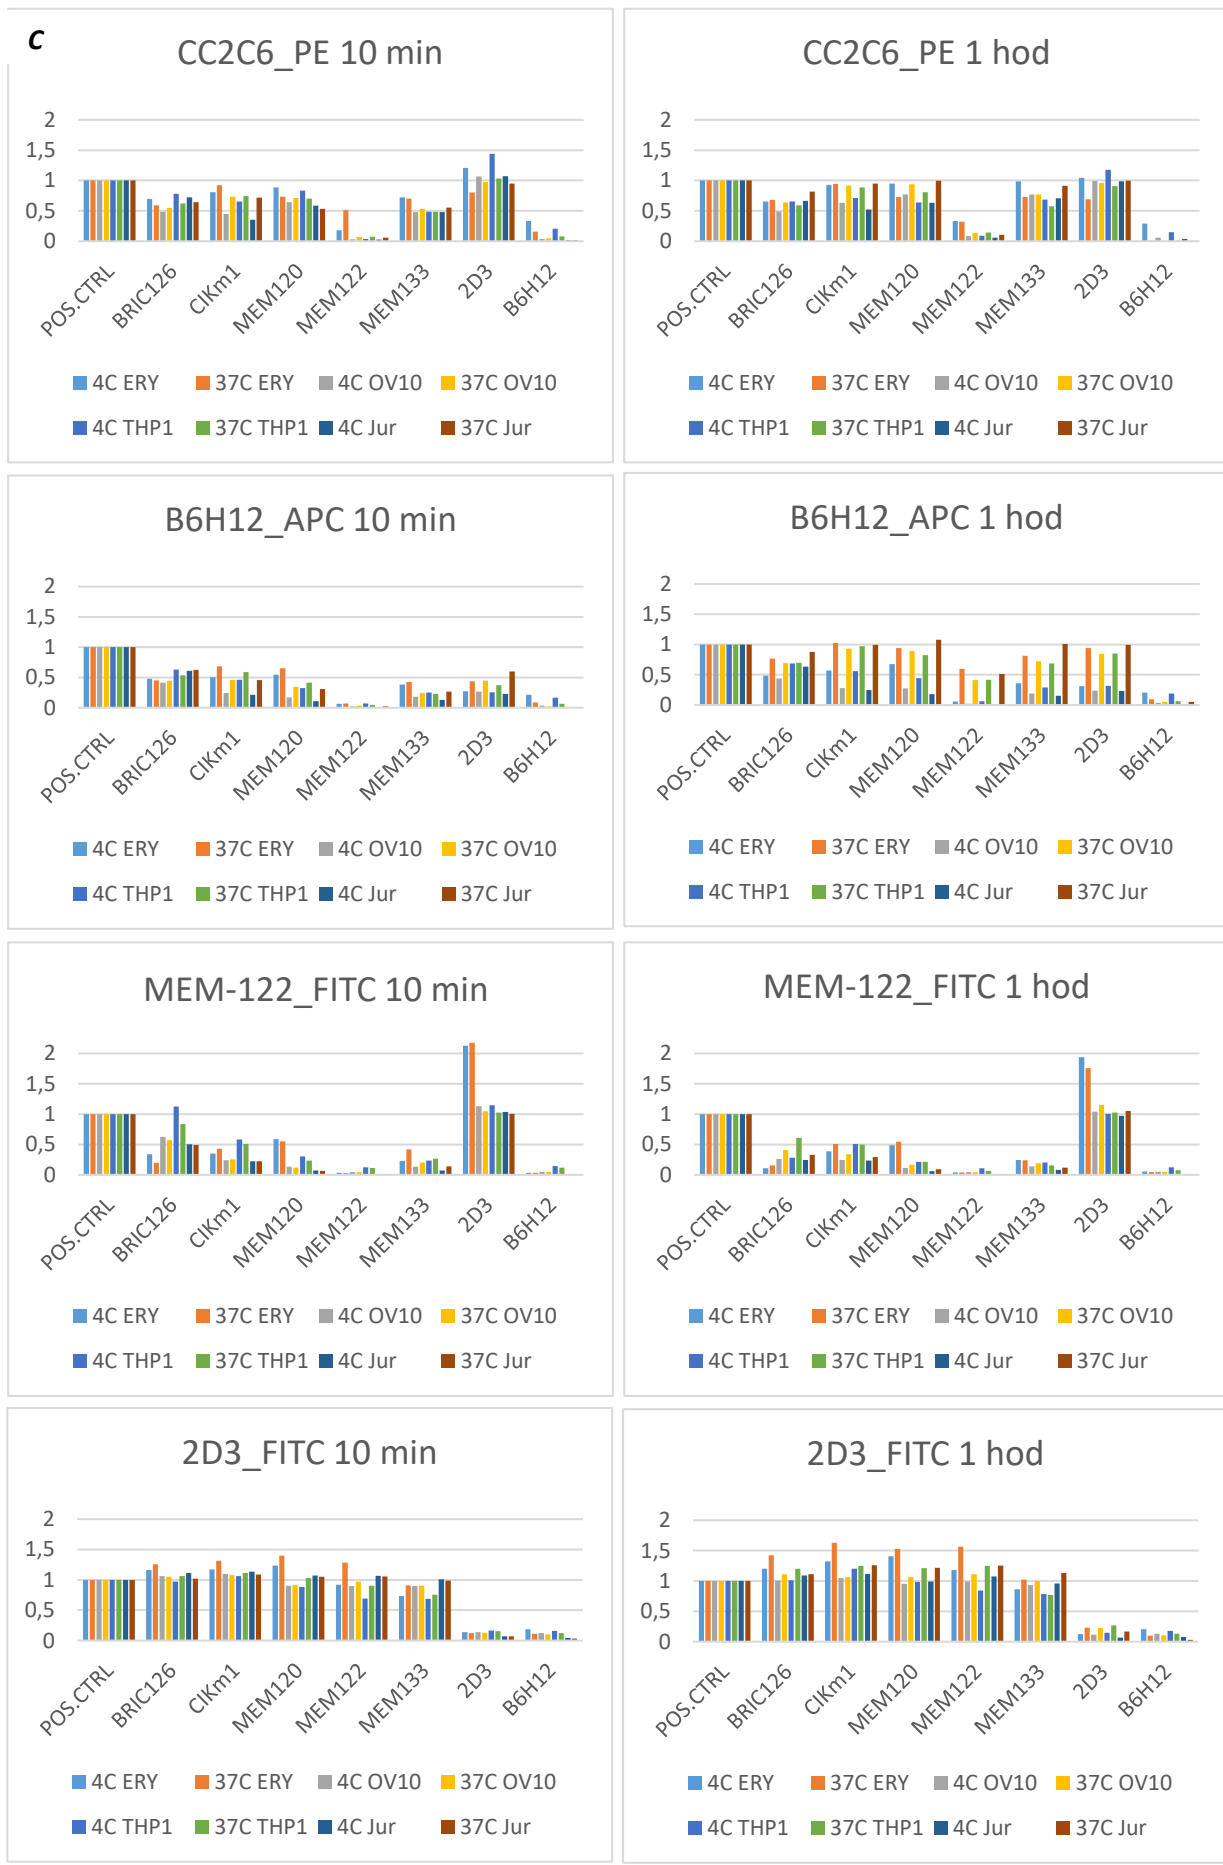 C
CC2C6_PE 10 min
2
1,5
1
0,5
0
POS.CTRL
BRIC126
CIKm1
MEM120
MEM122
MEM133
2D3
B6H12
4C ERY 37C ERY 4C OV10 37C OV10
4C THP1 37C THP1 4C Jur 37C Jur
CC2C6_PE 1 hod
2
1,5
1
0,5
0
POS.CTRL
BRIC126
CIKm1
MEM120
MEM122
MEM133
2D3
B6H12
4C ERY 37C ERY 4C OV10 37C OV10
4C THP1 37C THP1 4C Jur 37C Jur
B6H12_APC 10 min
2
1,5
1
0,5
0
POS.CTRL
BRIC126
CIKm1
MEM120
MEM122
MEM133
2D3
B6H12
4C ERY 37C ERY 4C OV10 37C OV10
4C THP1 37C THP1 4C Jur 37C Jur
B6H12_APC 1 hod
2
1,5
1
0,5
0
POS.CTRL
BRIC126
CIKm1
MEM120
MEM122
MEM133
2D3
B6H12
4C ERY 37C ERY 4C OV10 37C OV10
4C THP1 37C THP1 4C Jur 37C Jur
MEM-122_FITC 10 min
2
1,5
1
0,5
0
POS.CTRL
BRIC126
CIKm1
MEM120
MEM122
MEM133
2D3
B6H12
4C ERY 37C ERY 4C OV10 37C OV10
4C THP1 37C THP1 4C Jur 37C Jur
MEM-122_FITC 1 hod
2
1,5
1
0,5
0
POS.CTRL
BRIC126
CIKm1
MEM120
MEM122
MEM133
2D3
B6H12
4C ERY 37C ERY 4C OV10 37C OV10
4C THP1 37C THP1 4C Jur 37C Jur
2D3_FITC 10 min
2
1,5
1
0,5
0
POS.CTRL
BRIC126
CIKm1
MEM120
MEM122
MEM133
2D3
B6H12
4C ERY 37C ERY 4C OV10 37C OV10
4C THP1 37C THP1 4C Jur 37C Jur
2D3_FITC 1 hod
2
1,5
1
0,5
0
POS.CTRL
BRIC126
CIKm1
MEM120
MEM122
MEM133
2D3
B6H12
4C ERY 37C ERY 4C OV10 37C OV10
4C THP1 37C THP1 4C Jur 37C Jur